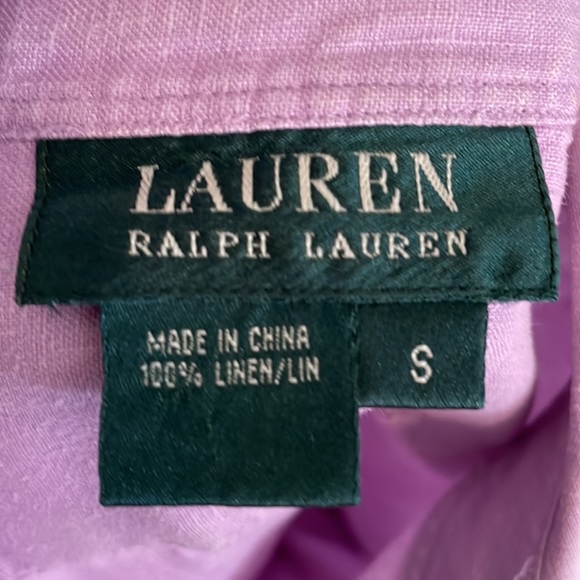 LAUREN
RALPH LAUREN
MADE IN CHINA
100% LINEN/LIN
S